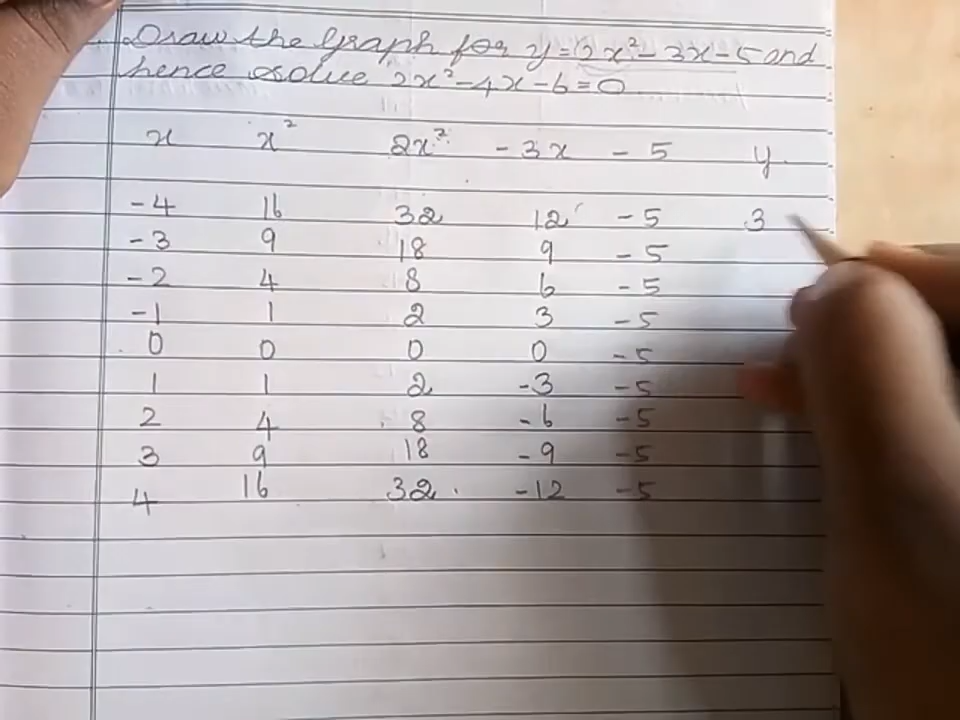 Draw the graph for y = 2x² - 3x - 5 and
hence solve 2x² - 4x - 6 = 0
x x² 2x² - 3x - 5 y
-4 16 32 12 -5 3
-3 9 18 9 -5
-2 4 8 6 -5
-1 1 2 3 -5
0 0 0 0 -5
1 1 2 -3 -5
2 4 8 -6 -5
3 9 18 -9 -5
4 16 32 -12 -5